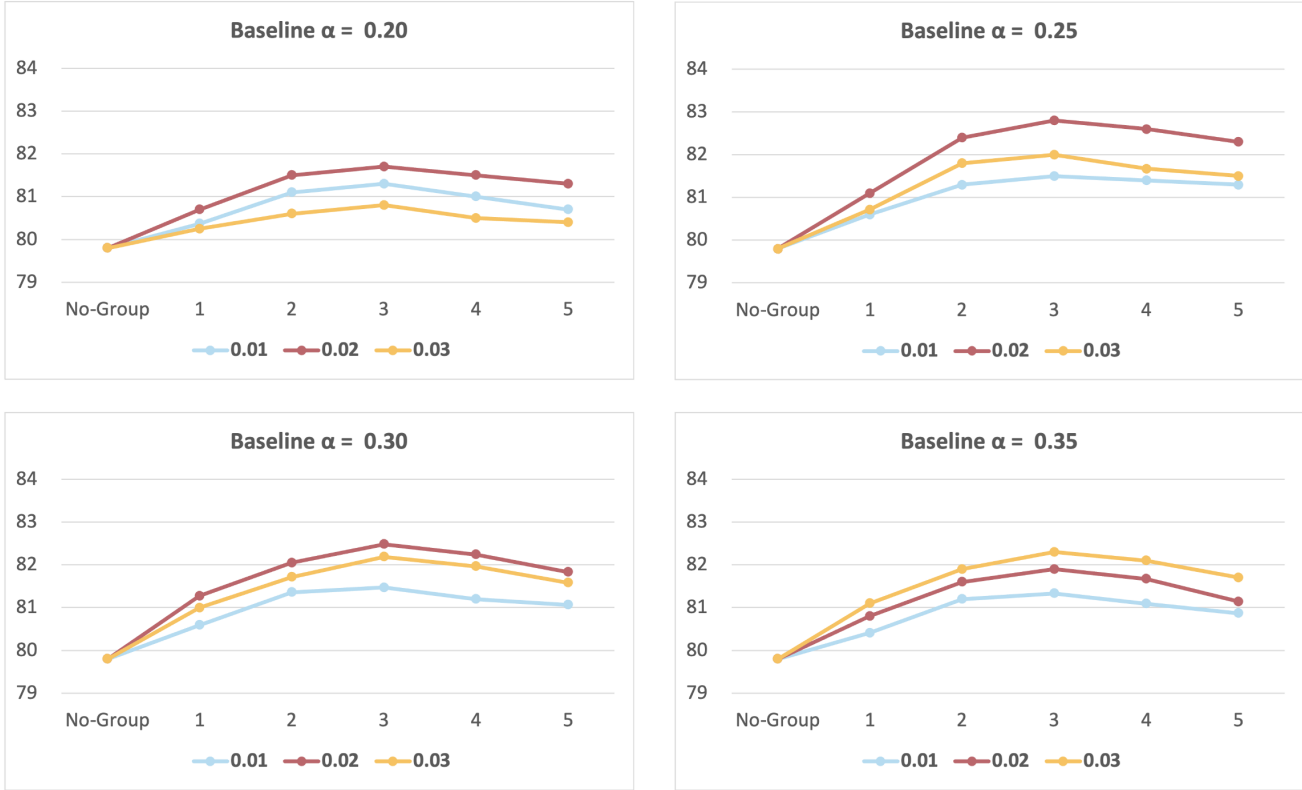 Baseline α = 0.20
84
83
82
81
80
79
No-Group 1 2 3 4 5
0.01 0.02 0.03
Baseline α = 0.25
84
83
82
81
80
79
No-Group 1 2 3 4 5
0.01 0.02 0.03
Baseline α = 0.30
84
83
82
81
80
79
No-Group 1 2 3 4 5
0.01 0.02 0.03
Baseline α = 0.35
84
83
82
81
80
79
No-Group 1 2 3 4 5
0.01 0.02 0.03